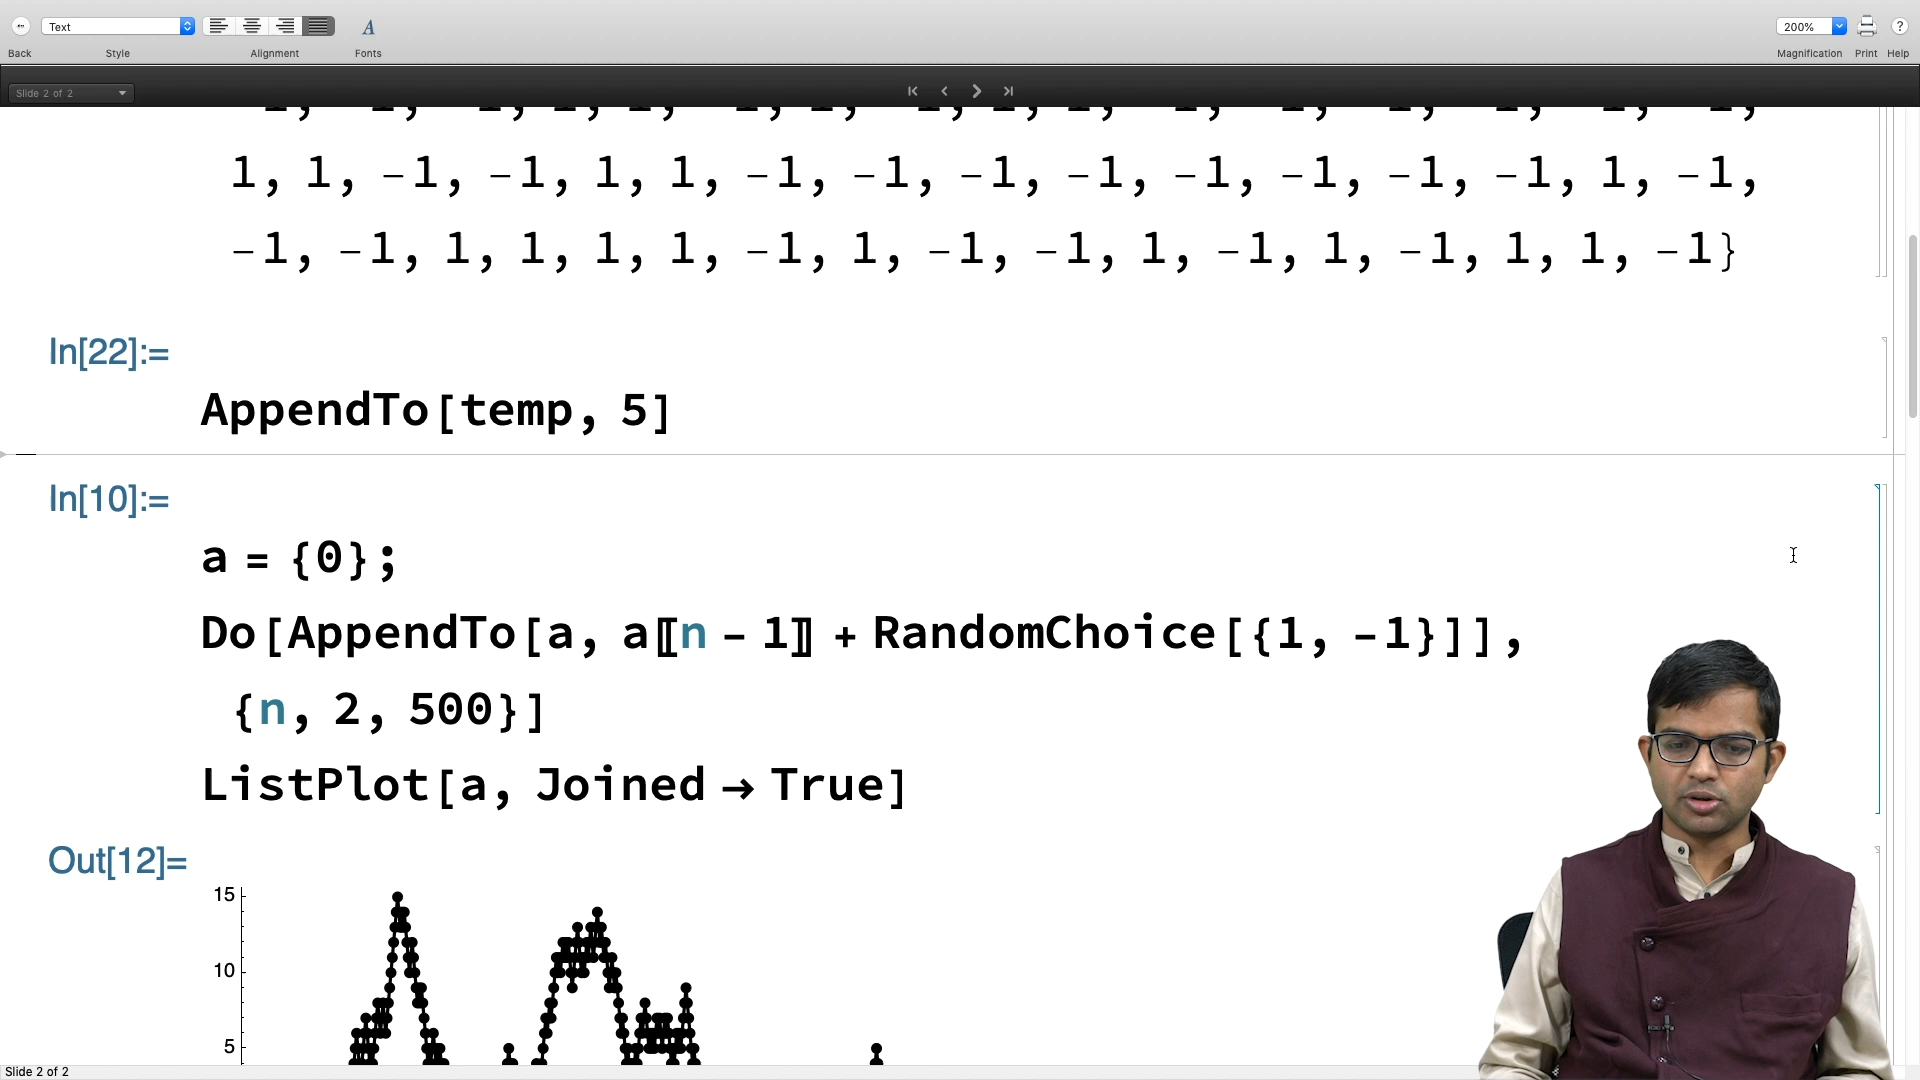 Text
200%
Back
Style
Alignment
Fonts
Magnification
Print
Help
Slide 2 of 2
1, 1, -1, -1, 1, 1, -1, -1, -1, -1, -1, -1, -1, -1, 1, -1,
-1, -1, 1, 1, 1, 1, -1, 1, -1, -1, 1, -1, 1, -1, 1, 1, -1}
In[22]:=
AppendTo[temp, 5]
In[10]:=
a = {0};
Do[AppendTo[a, a⟦n - 1⟧ + RandomChoice[{1, -1}]],
{n, 2, 500}]
ListPlot[a, Joined → True]
Out[12]=
15
10
5
Slide 2 of 2